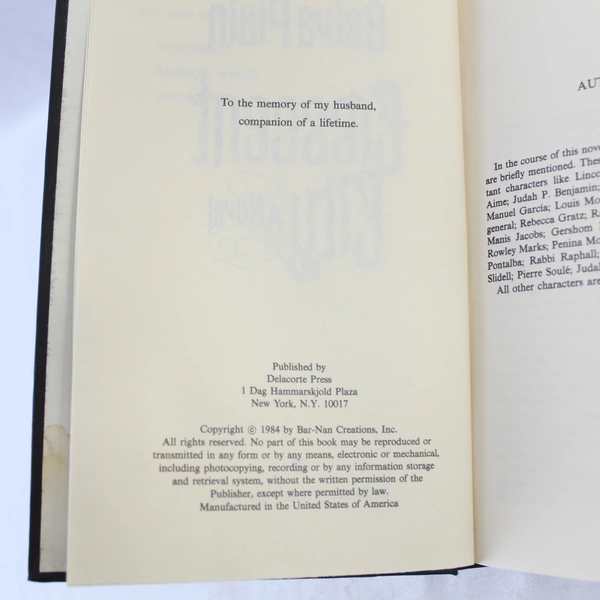 To the memory of my husband,
companion of a lifetime.
Published by
Delacorte Press
1 Dag Hammarskjold Plaza
New York, N.Y. 10017
Copyright © 1984 by Bar-Nan Creations, Inc.
All rights reserved. No part of this book may be reproduced or
transmitted in any form or by any means, electronic or mechanical,
including photocopying, recording or by any information storage
and retrieval system, without the written permission of the
Publisher, except where permitted by law.
Manufactured in the United States of America
AUT
In the course of this nove
are briefly mentioned. Thes
tant characters like Linco
Aime; Judah P. Benjamin;
Manuel García; Louis Mo
general; Rebecca Gratz; Ra
Manis Jacobs; Gershom
Rowley Marks; Penina Mo
Pontalba; Rabbi Raphall;
Slidell; Pierre Soulé; Judal
All other characters are